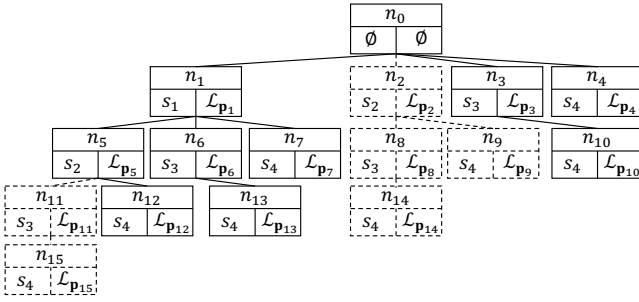 n₀
∅ ∅
n₁ n₂ n₃ n₄
s₁ ℒ𝐩₁ s₂ ℒ𝐩₂ s₃ ℒ𝐩₃ s₄ ℒ𝐩₄
n₅ n₆ n₇ n₈ n₉ n₁₀
s₂ ℒ𝐩₅ s₃ ℒ𝐩₆ s₄ ℒ𝐩₇ s₃ ℒ𝐩₈ s₄ ℒ𝐩₉ s₄ ℒ𝐩₁₀
n₁₁ n₁₂ n₁₃ n₁₄
s₃ ℒ𝐩₁₁ s₄ ℒ𝐩₁₂ s₄ ℒ𝐩₁₃ s₄ ℒ𝐩₁₄
n₁₅
s₄ ℒ𝐩₁₅